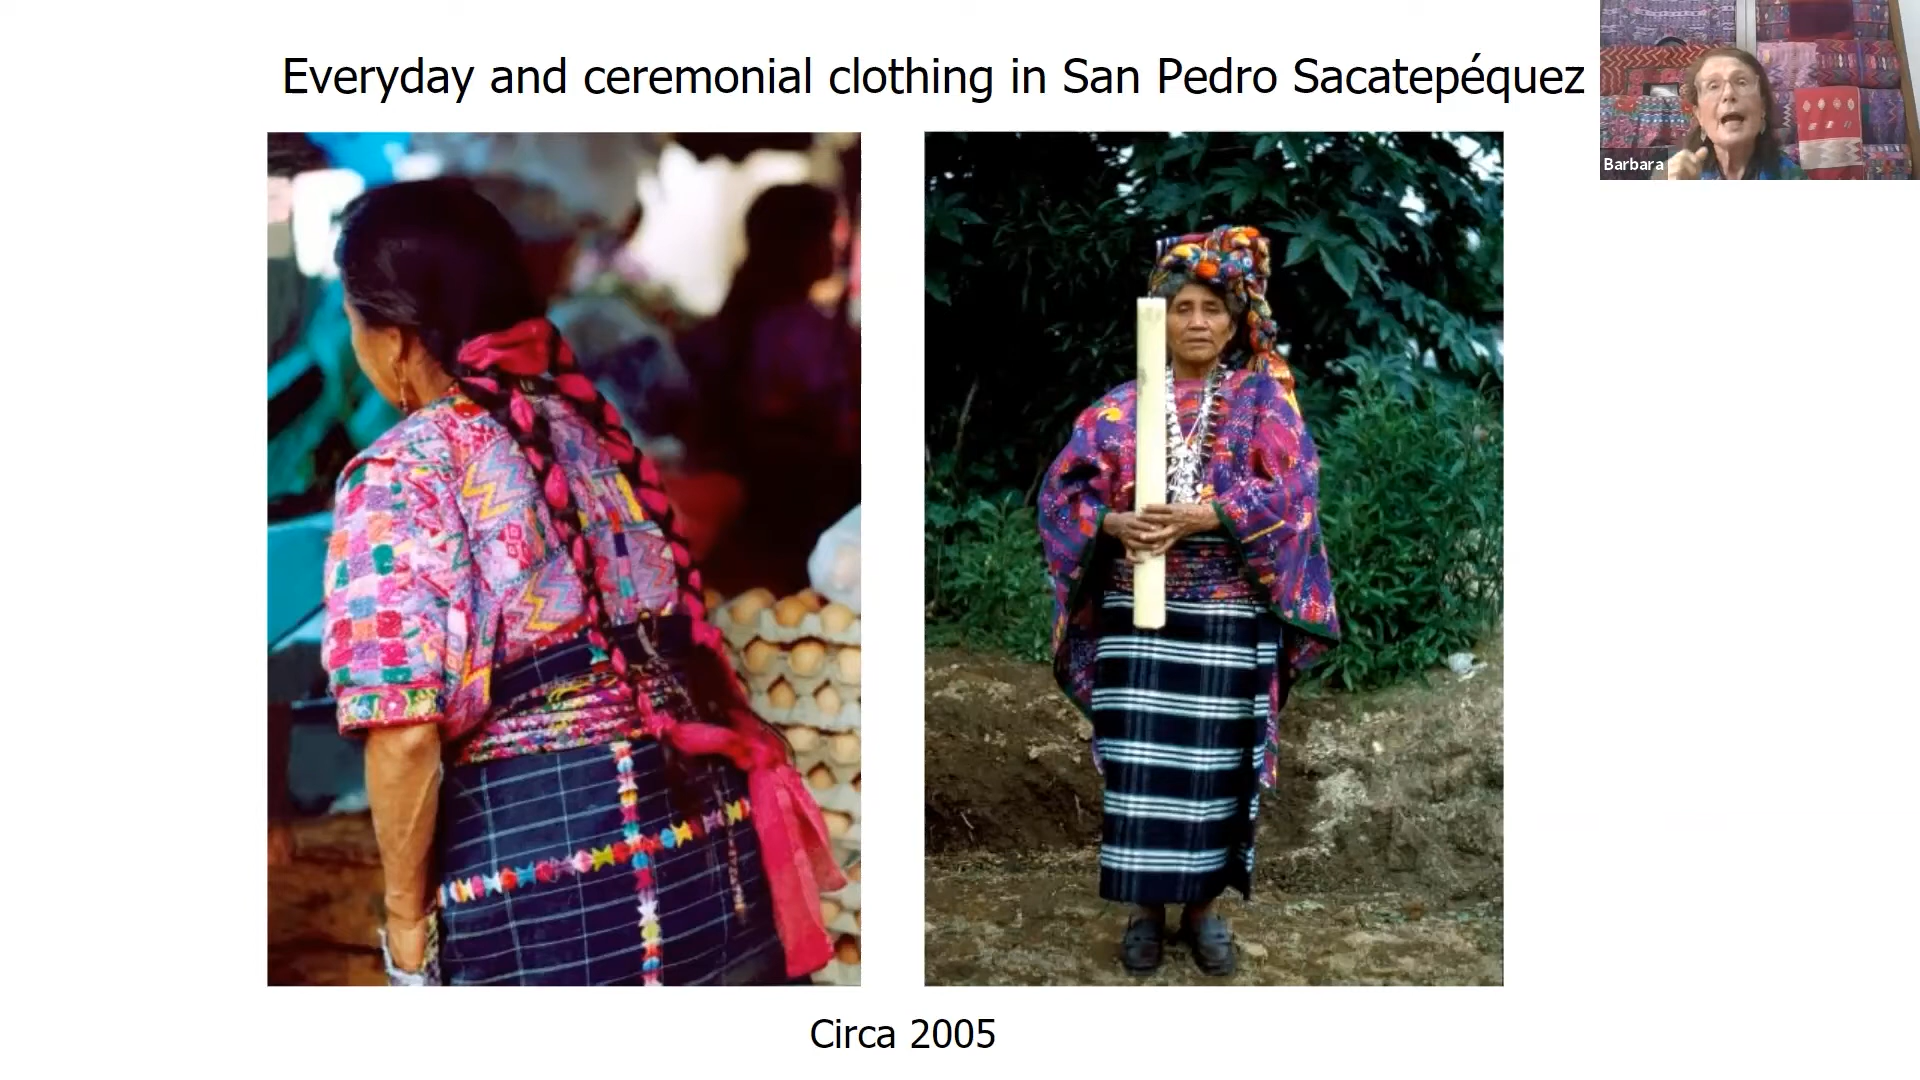 Everyday and ceremonial clothing in San Pedro Sacatepéquez
Barbara
Circa 2005